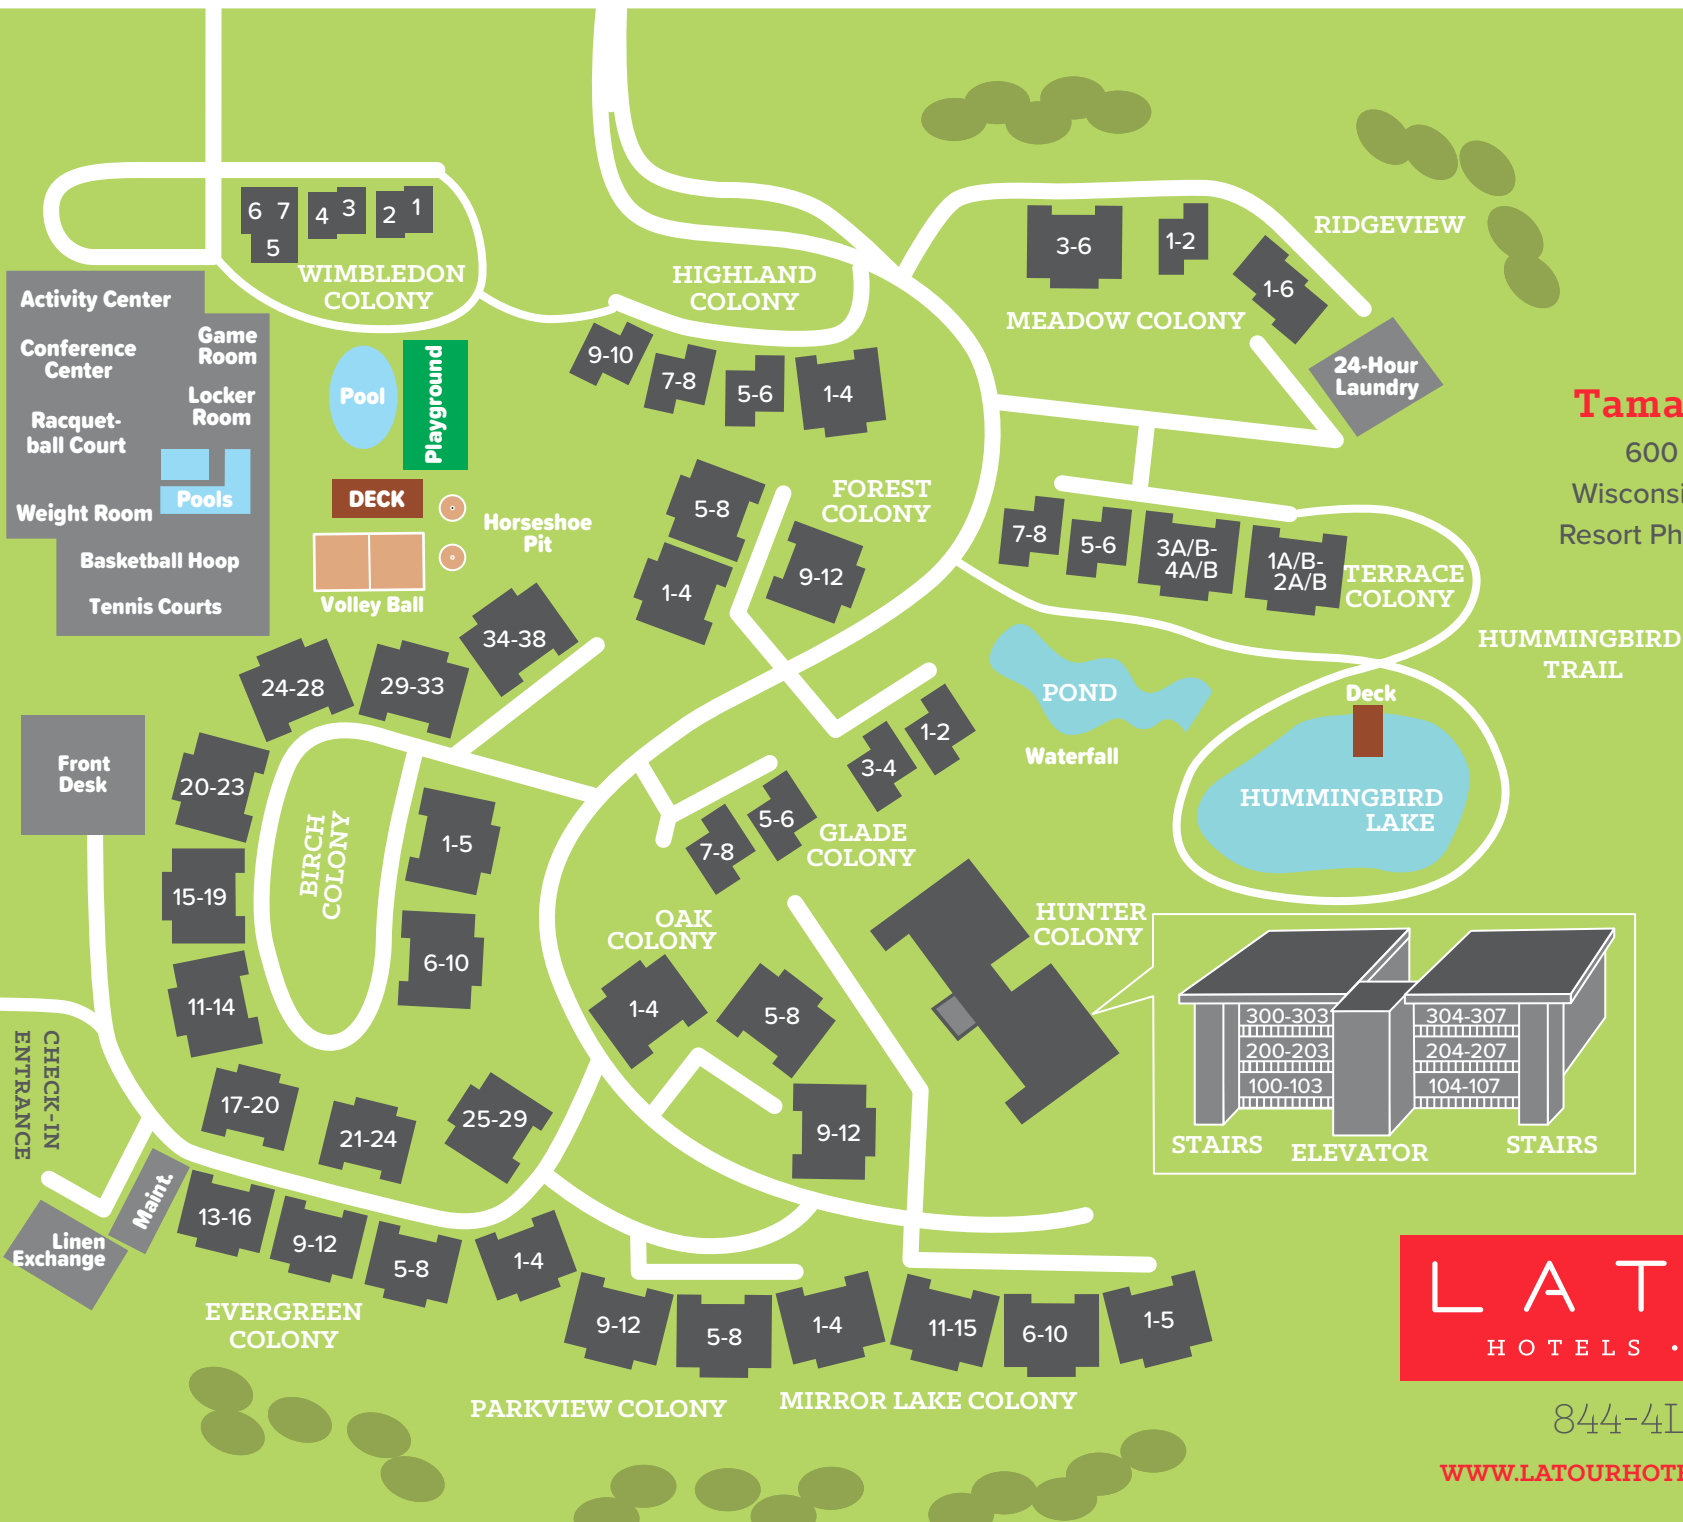 6 7
5
4 3
2 1
WIMBLEDON
COLONY
HIGHLAND
COLONY
9-10
7-8
5-6
1-4
3-6
1-2
1-6
RIDGEVIEW
MEADOW COLONY
24-Hour
Laundry
Activity Center
Conference
Center
Game
Room
Locker
Room
Racquet-
ball Court
Pools
Weight Room
Basketball Hoop
Tennis Courts
Pool
Playground
DECK
Horseshoe
Pit
Volley Ball
Tama
600
Wisconsi
Resort Ph
FOREST
COLONY
5-8
1-4
9-12
7-8
5-6
3A/B-
4A/B
1A/B-
2A/B
TERRACE
COLONY
HUMMINGBIRD
TRAIL
POND
Waterfall
Deck
HUMMINGBIRD
LAKE
34-38
29-33
24-28
20-23
15-19
11-14
1-5
6-10
BIRCH
COLONY
Front
Desk
1-2
3-4
5-6
7-8
GLADE
COLONY
OAK
COLONY
1-4
5-8
9-12
HUNTER
COLONY
300-303
200-203
100-103
304-307
204-207
104-107
STAIRS
ELEVATOR
STAIRS
CHECK-IN
ENTRANCE
Maint.
Linen
Exchange
17-20
21-24
25-29
13-16
9-12
5-8
1-4
EVERGREEN
COLONY
9-12
5-8
1-4
PARKVIEW COLONY
11-15
6-10
1-5
MIRROR LAKE COLONY
LAT
HOTELS •
844-4L
WWW.LATOURHOTE